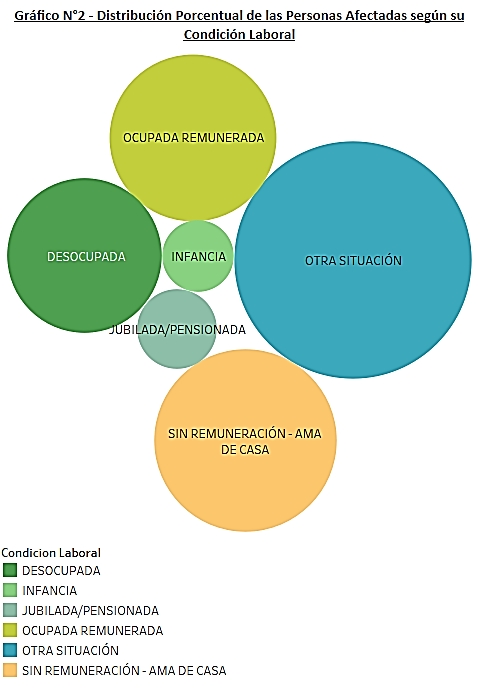 Gráfico N°2 - Distribución Porcentual de las Personas Afectadas según su
Condición Laboral
OCUPADA REMUNERADA
DESOCUPADA
INFANCIA
OTRA SITUACIÓN
JUBILADA/PENSIONADA
SIN REMUNERACIÓN - AMA
DE CASA
Condicion Laboral
DESOCUPADA
INFANCIA
JUBILADA/PENSIONADA
OCUPADA REMUNERADA
OTRA SITUACIÓN
SIN REMUNERACIÓN - AMA DE CASA